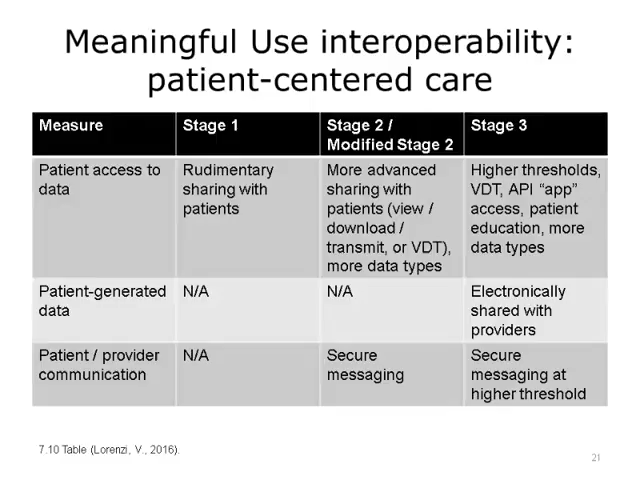 Meaningful Use interoperability:
patient-centered care
Measure
Stage 1
Stage 2 /
Modified Stage 2
Stage 3
Patient access to
data
Rudimentary
sharing with
patients
More advanced
sharing with
patients (view /
download /
transmit, or VDT),
more data types
Higher thresholds,
VDT, API “app”
access, patient
education, more
data types
Patient-generated
data
N/A
N/A
Electronically
shared with
providers
Patient / provider
communication
N/A
Secure
messaging
Secure
messaging at
higher threshold
7.10 Table (Lorenzi, V., 2016).
21